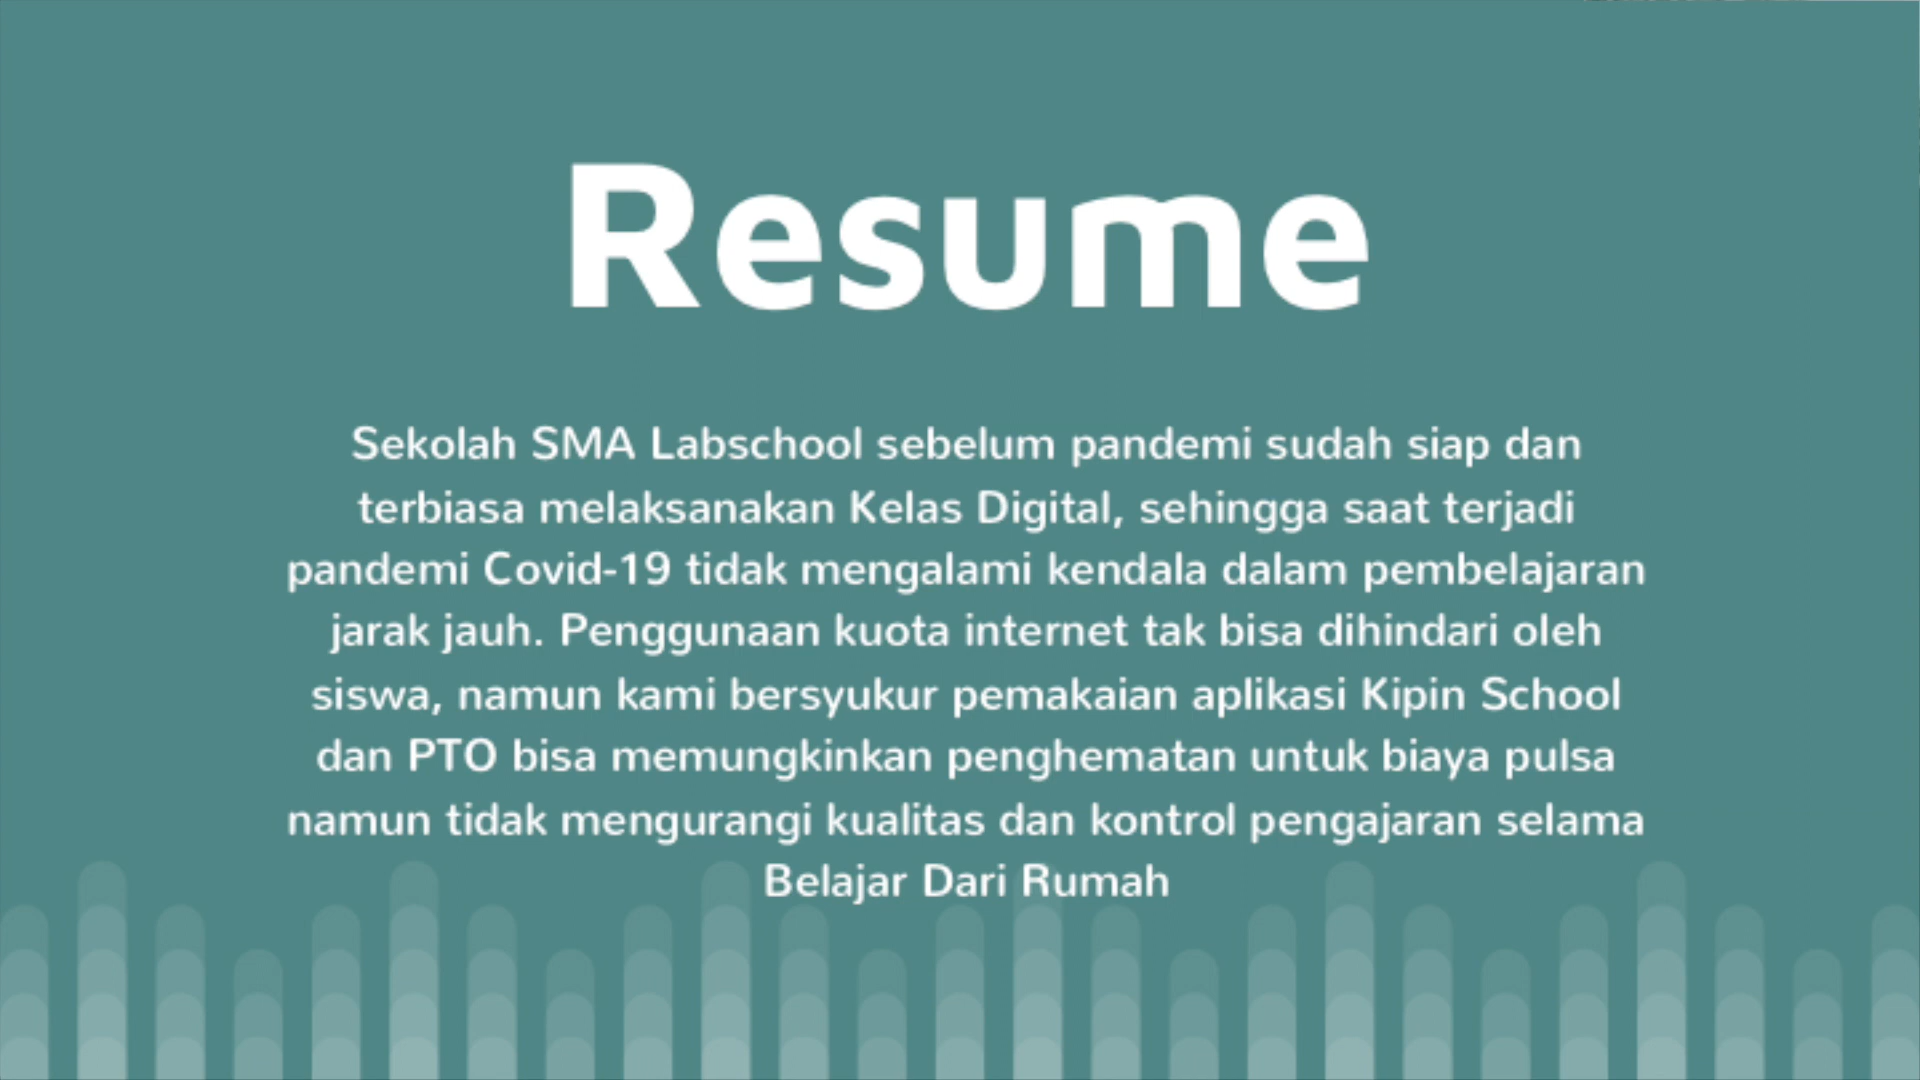 Resume
Sekolah SMA Labschool sebelum pandemi sudah siap dan
terbiasa melaksanakan Kelas Digital, sehingga saat terjadi
pandemi Covid-19 tidak mengalami kendala dalam pembelajaran
jarak jauh. Penggunaan kuota internet tak bisa dihindari oleh
siswa, namun kami bersyukur pemakaian aplikasi Kipin School
dan PTO bisa memungkinkan penghematan untuk biaya pulsa
namun tidak mengurangi kualitas dan kontrol pengajaran selama
Belajar Dari Rumah